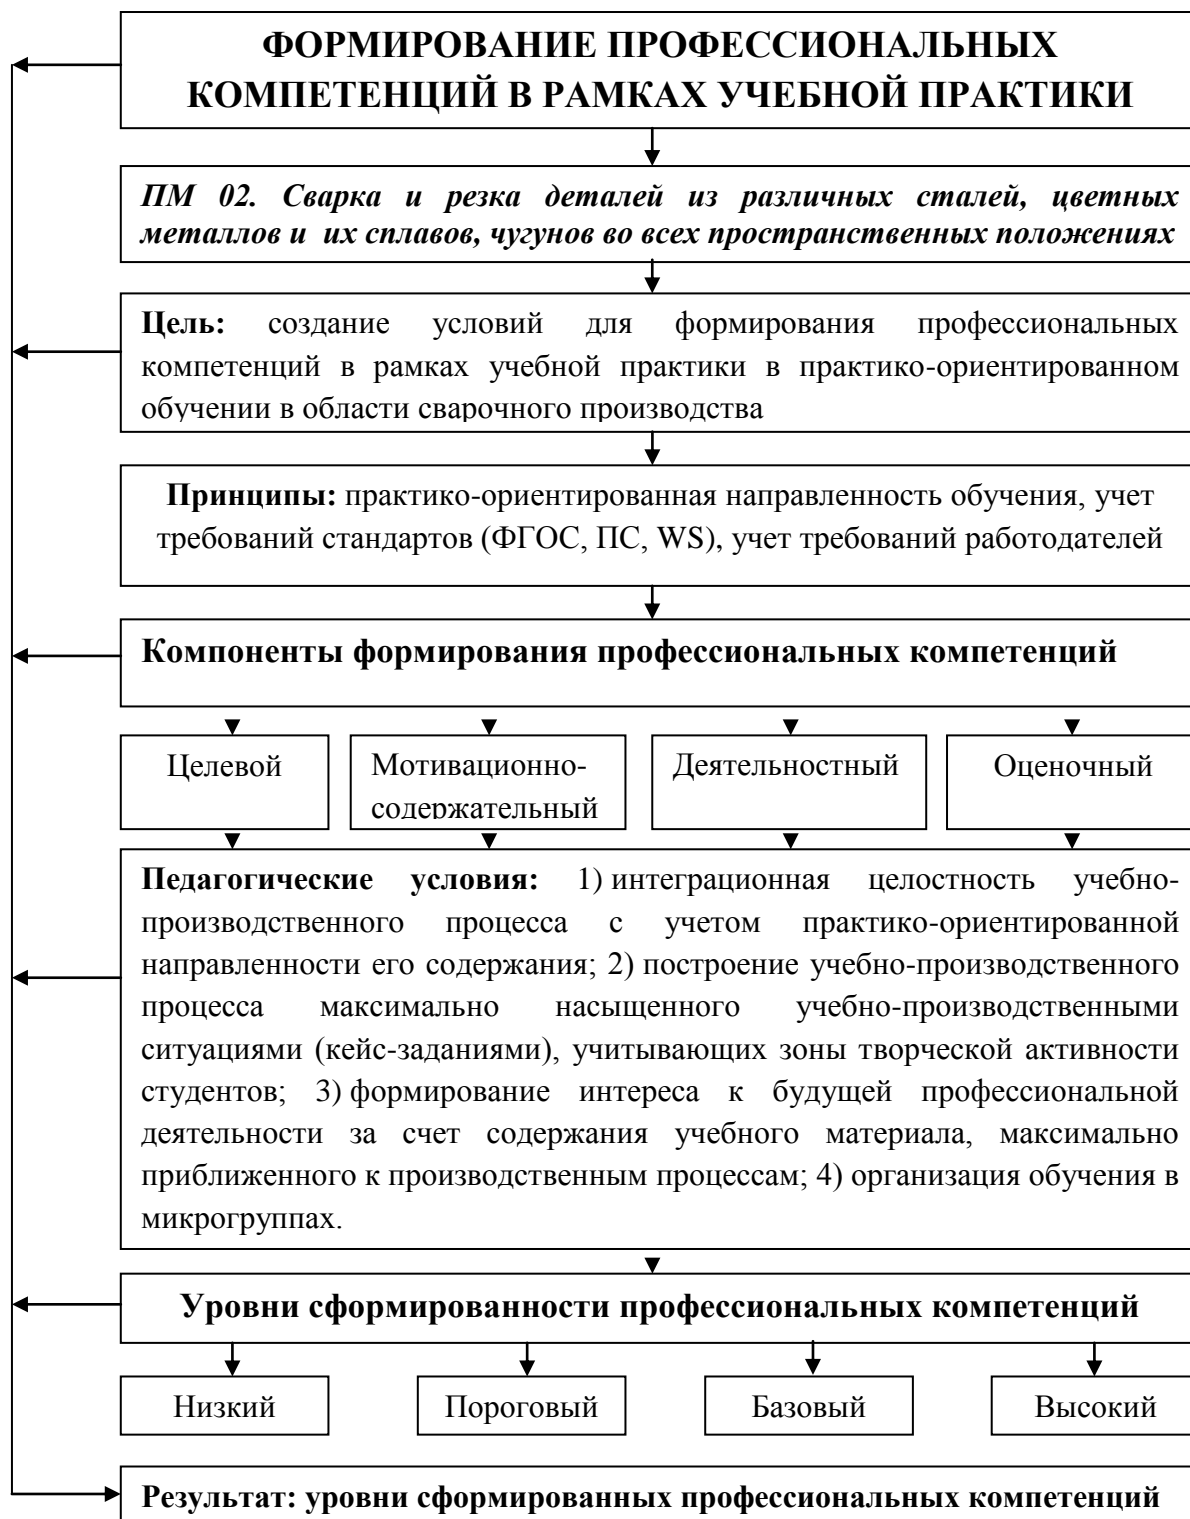 ФОРМИРОВАНИЕ ПРОФЕССИОНАЛЬНЫХ
КОМПЕТЕНЦИЙ В РАМКАХ УЧЕБНОЙ ПРАКТИКИ
ПМ 02. Сварка и резка деталей из различных сталей, цветных
металлов и их сплавов, чугунов во всех пространственных положениях
Цель: создание условий для формирования профессиональных
компетенций в рамках учебной практики в практико-ориентированном
обучении в области сварочного производства
Принципы: практико-ориентированная направленность обучения, учет
требований стандартов (ФГОС, ПС, WS), учет требований работодателей
Компоненты формирования профессиональных компетенций
Целевой
Мотивационно-
содержательный
Деятельностный
Оценочный
Педагогические условия: 1) интеграционная целостность учебно-
производственного процесса с учетом практико-ориентированной
направленности его содержания; 2) построение учебно-производственного
процесса максимально насыщенного учебно-производственными
ситуациями (кейс-заданиями), учитывающих зоны творческой активности
студентов; 3) формирование интереса к будущей профессиональной
деятельности за счет содержания учебного материала, максимально
приближенного к производственным процессам; 4) организация обучения в
микрогруппах.
Уровни сформированности профессиональных компетенций
Низкий
Пороговый
Базовый
Высокий
Результат: уровни сформированных профессиональных компетенций